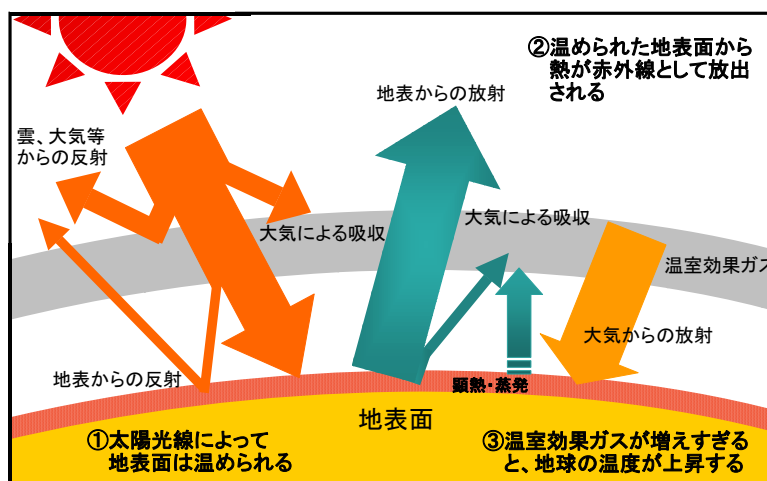 ②温められた地表面から
熱が赤外線として放出
される
地表からの放射
雲、大気等
からの反射
大気による吸収
大気による吸収
温室効果ガス
大気からの放射
地表からの反射
顕熱・蒸発
地表面
①太陽光線によって
地表面は温められる
③温室効果ガスが増えすぎる
と、地球の温度が上昇する